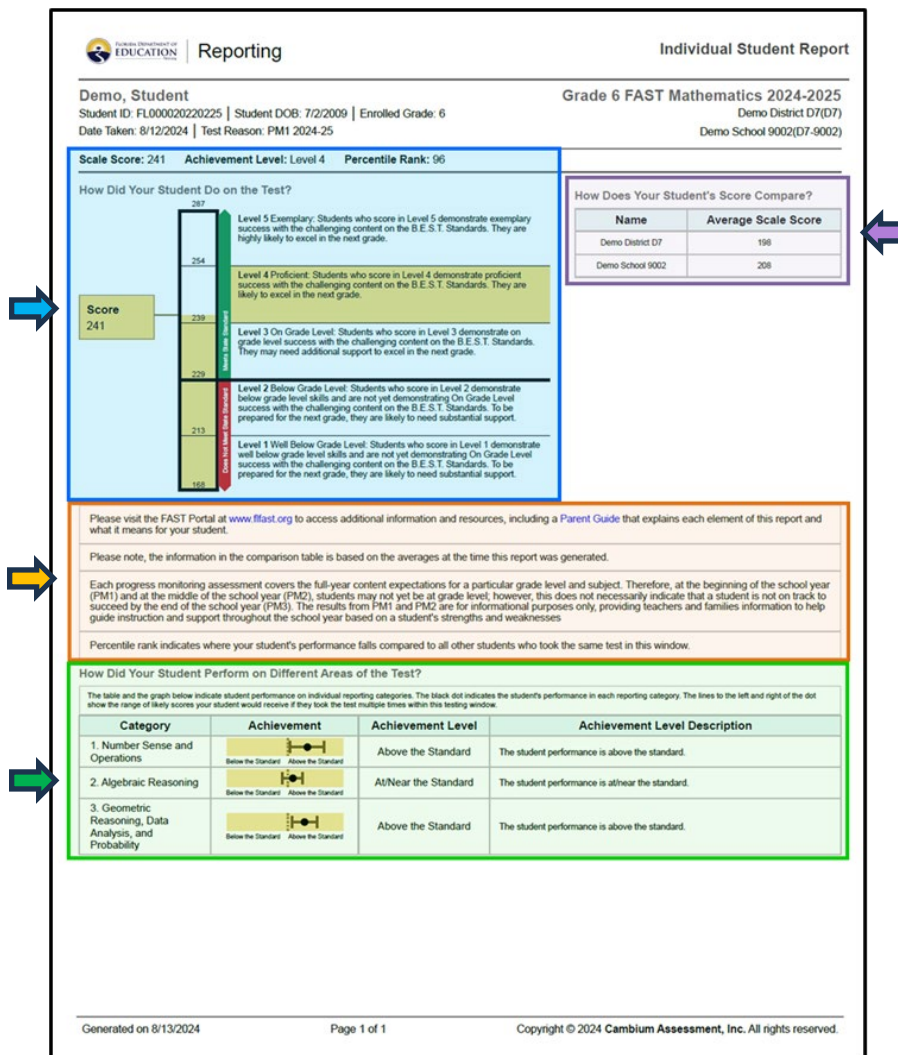 FLORIDA DEPARTMENT OF
EDUCATION
Reporting
Individual Student Report
Demo, Student
Student ID: FL000020220225 | Student DOB: 7/2/2009 | Enrolled Grade: 6
Date Taken: 8/12/2024 | Test Reason: PM1 2024-25
Grade 6 FAST Mathematics 2024-2025
Demo District D7(D7)
Demo School 9002(D7-9002)
Scale Score: 241 Achievement Level: Level 4 Percentile Rank: 96
How Did Your Student Do on the Test?
287
254
239
229
213
168
Score
241
Meets State Standard
Does Not Meet State Standard
Level 5 Exemplary: Students who score in Level 5 demonstrate exemplary
success with the challenging content on the B.E.S.T. Standards. They are
highly likely to excel in the next grade.
Level 4 Proficient: Students who score in Level 4 demonstrate proficient
success with the challenging content on the B.E.S.T. Standards. They are
likely to excel in the next grade.
Level 3 On Grade Level: Students who score in Level 3 demonstrate on
grade level success with the challenging content on the B.E.S.T. Standards.
They may need additional support to excel in the next grade.
Level 2 Below Grade Level: Students who score in Level 2 demonstrate
below grade level skills and are not yet demonstrating On Grade Level
success with the challenging content on the B.E.S.T. Standards. To be
prepared for the next grade, they are likely to need substantial support.
Level 1 Well Below Grade Level: Students who score in Level 1 demonstrate
well below grade level skills and are not yet demonstrating On Grade Level
success with the challenging content on the B.E.S.T. Standards. To be
prepared for the next grade, they are likely to need substantial support.
How Does Your Student's Score Compare?
Name Average Scale Score
Demo District D7 198
Demo School 9002 208
Please visit the FAST Portal at www.flfast.org to access additional information and resources, including a Parent Guide that explains each element of this report and
what it means for your student.
Please note, the information in the comparison table is based on the averages at the time this report was generated.
Each progress monitoring assessment covers the full-year content expectations for a particular grade level and subject. Therefore, at the beginning of the school year
(PM1) and at the middle of the school year (PM2), students may not yet be at grade level; however, this does not necessarily indicate that a student is not on track to
succeed by the end of the school year (PM3). The results from PM1 and PM2 are for informational purposes only, providing teachers and families information to help
guide instruction and support throughout the school year based on a student's strengths and weaknesses
Percentile rank indicates where your student's performance falls compared to all other students who took the same test in this window.
How Did Your Student Perform on Different Areas of the Test?
The table and the graph below indicate student performance on individual reporting categories. The black dot indicates the student's performance in each reporting category. The lines to the left and right of the dot
show the range of likely scores your student would receive if they took the test multiple times within this testing window.
Category Achievement Achievement Level Achievement Level Description
1. Number Sense and
Operations
Below the Standard Above the Standard
Above the Standard
The student performance is above the standard.
2. Algebraic Reasoning
Below the Standard Above the Standard
At/Near the Standard
The student performance is at/near the standard.
3. Geometric
Reasoning, Data
Analysis, and
Probability
Below the Standard Above the Standard
Above the Standard
The student performance is above the standard.
Generated on 8/13/2024
Page 1 of 1
Copyright © 2024 Cambium Assessment, Inc. All rights reserved.